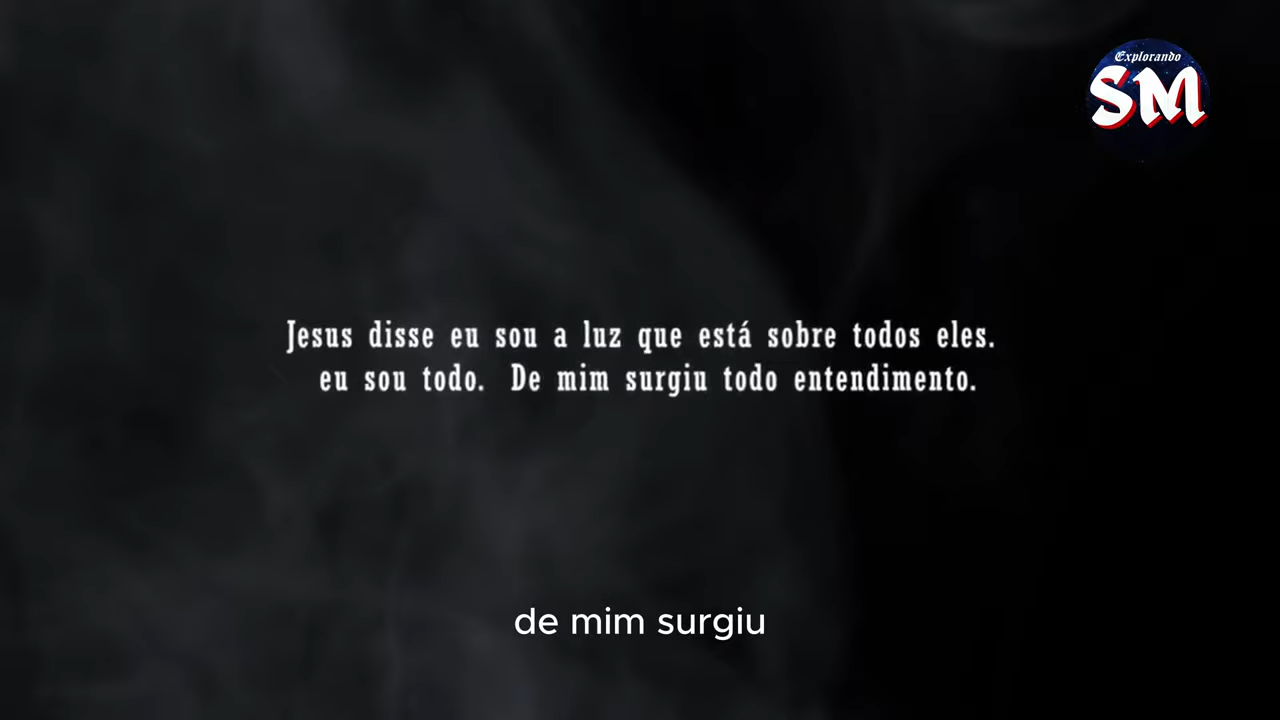 Explorando
SM
Jesus disse eu sou a luz que está sobre todos eles.
eu sou todo. De mim surgiu todo entendimento.
de mim surgiu